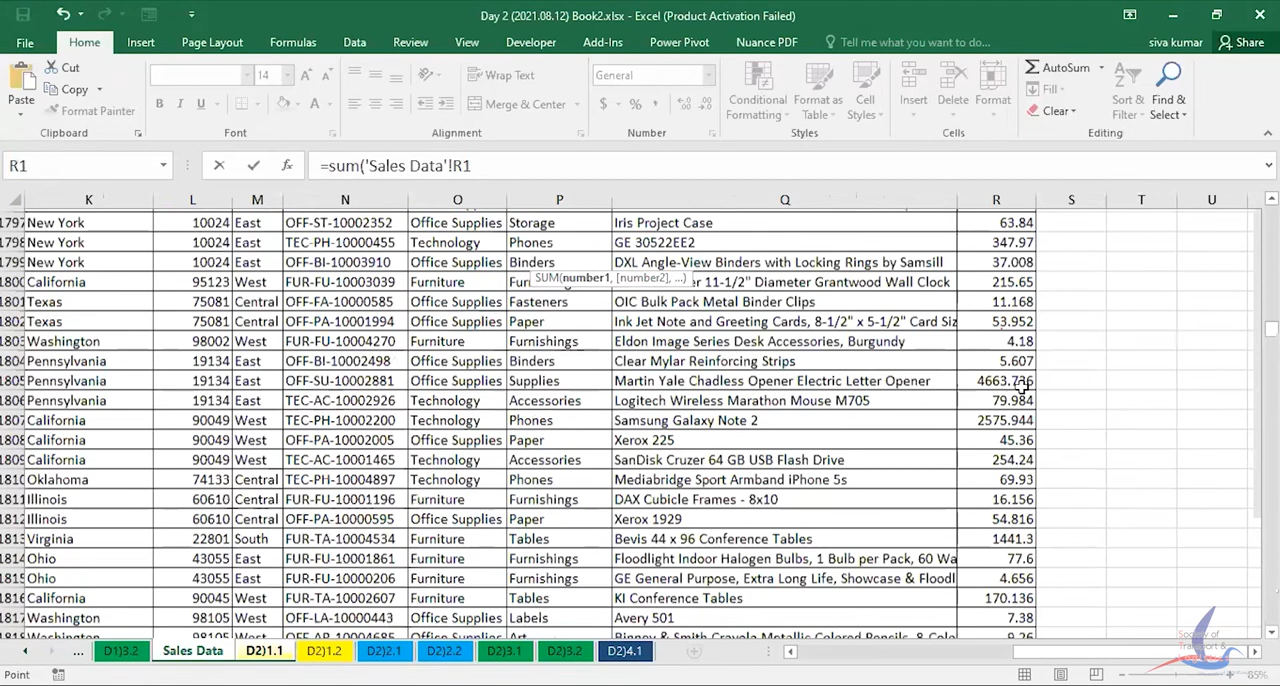 Day 2 (2021.08.12) Book2.xlsx - Excel (Product Activation Failed)
File Home Insert Page Layout Formulas Data Review View Developer Add-Ins Power Pivot Nuance PDF Tell me what you want to do... siva kumar Share
Cut 14 A A Wrap Text General AutoSum
Paste Copy Conditional Format as Cell Insert Delete Format Fill Sort & Find &
Format Painter B I U A Merge & Center $ % , Formatting Table Styles Clear Filter Select
Clipboard Font Alignment Number Styles Cells Editing
R1 fx =sum('Sales Data'!R1
K L M N O P Q R S T U
1797 New York 10024 East OFF-ST-10002352 Office Supplies Storage Iris Project Case 63.84
1798 New York 10024 East TEC-PH-10000455 Technology Phones GE 30522EE2 347.97
1799 New York 10024 East OFF-BI-10003910 Office Supplies Binders DXL Angle-View Binders with Locking Rings by Samsill 37.008
SUM(number1, [number2], ...)
1800 California 95123 West FUR-FU-10003039 Furniture 11-1/2" Diameter Grantwood Wall Clock 215.65
1801 Texas 75081 Central OFF-FA-10000585 Office Supplies Fasteners OIC Bulk Pack Metal Binder Clips 11.168
1802 Texas 75081 Central OFF-PA-10001994 Office Supplies Paper Ink Jet Note and Greeting Cards, 8-1/2" x 5-1/2" Card Siz 53.952
1803 Washington 98002 West FUR-FU-10004270 Furniture Furnishings Eldon Image Series Desk Accessories, Burgundy 4.18
1804 Pennsylvania 19134 East OFF-BI-10002498 Office Supplies Binders Clear Mylar Reinforcing Strips 5.607
1805 Pennsylvania 19134 East OFF-SU-10002881 Office Supplies Supplies Martin Yale Chadless Opener Electric Letter Opener 4663.736
1806 Pennsylvania 19134 East TEC-AC-10002926 Technology Accessories Logitech Wireless Marathon Mouse M705 79.984
1807 California 90049 West TEC-PH-10002200 Technology Phones Samsung Galaxy Note 2 2575.944
1808 California 90049 West OFF-PA-10002005 Office Supplies Paper Xerox 225 45.36
1809 California 90049 West TEC-AC-10001465 Technology Accessories SanDisk Cruzer 64 GB USB Flash Drive 254.24
1810 Oklahoma 74133 Central TEC-PH-10004897 Technology Phones Mediabridge Sport Armband iPhone 5s 69.93
1811 Illinois 60610 Central FUR-FU-10001196 Furniture Furnishings DAX Cubicle Frames - 8x10 16.156
1812 Illinois 60610 Central OFF-PA-10000595 Office Supplies Paper Xerox 1929 54.816
1813 Virginia 22801 South FUR-TA-10004534 Furniture Tables Bevis 44 x 96 Conference Tables 1441.3
1814 Ohio 43055 East FUR-FU-10001861 Furniture Furnishings Floodlight Indoor Halogen Bulbs, 1 Bulb per Pack, 60 Wa 77.6
1815 Ohio 43055 East FUR-FU-10000206 Furniture Furnishings GE General Purpose, Extra Long Life, Showcase & Floodl 4.656
1816 California 90045 West FUR-TA-10002607 Furniture Tables KI Conference Tables 170.136
1817 Washington 98105 West OFF-LA-10000443 Office Supplies Labels Avery 501 7.38
1818 Washington 98105 West OFF-AR-10004685 Office Supplies Art Binney & Smith Crayola Metallic Colored Pencils, 8-Colo 9.26
... D1)3.2 Sales Data D2)1.1 D2)1.2 D2)2.1 D2)2.2 D2)3.1 D2)3.2 D2)4.1
Society of
Transport &
Point 85%